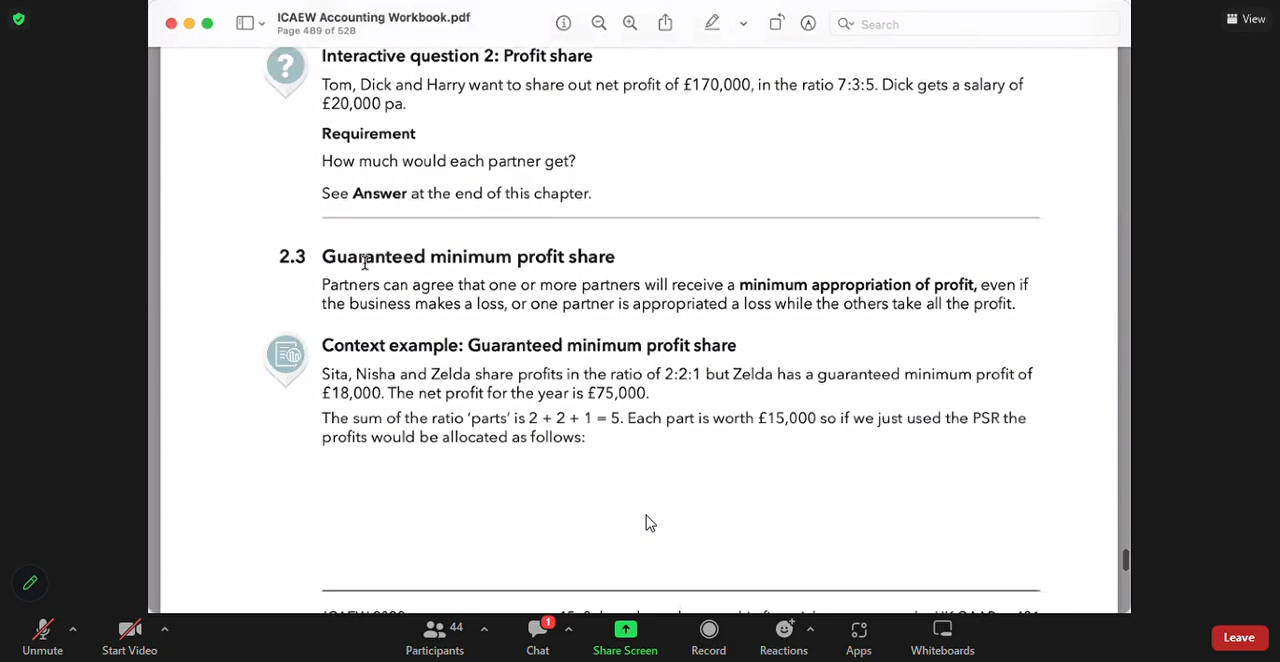 ICAEW Accounting Workbook.pdf
Page 489 of 528
Search
View
Interactive question 2: Profit share
Tom, Dick and Harry want to share out net profit of £170,000, in the ratio 7:3:5. Dick gets a salary of
£20,000 pa.
Requirement
How much would each partner get?
See Answer at the end of this chapter.
2.3 Guaranteed minimum profit share
Partners can agree that one or more partners will receive a minimum appropriation of profit, even if
the business makes a loss, or one partner is appropriated a loss while the others take all the profit.
Context example: Guaranteed minimum profit share
Sita, Nisha and Zelda share profits in the ratio of 2:2:1 but Zelda has a guaranteed minimum profit of
£18,000. The net profit for the year is £75,000.
The sum of the ratio 'parts' is 2 + 2 + 1 = 5. Each part is worth £15,000 so if we just used the PSR the
profits would be allocated as follows:
44
1
Unmute
Start Video
Participants
Chat
Share Screen
Record
Reactions
Apps
Whiteboards
Leave